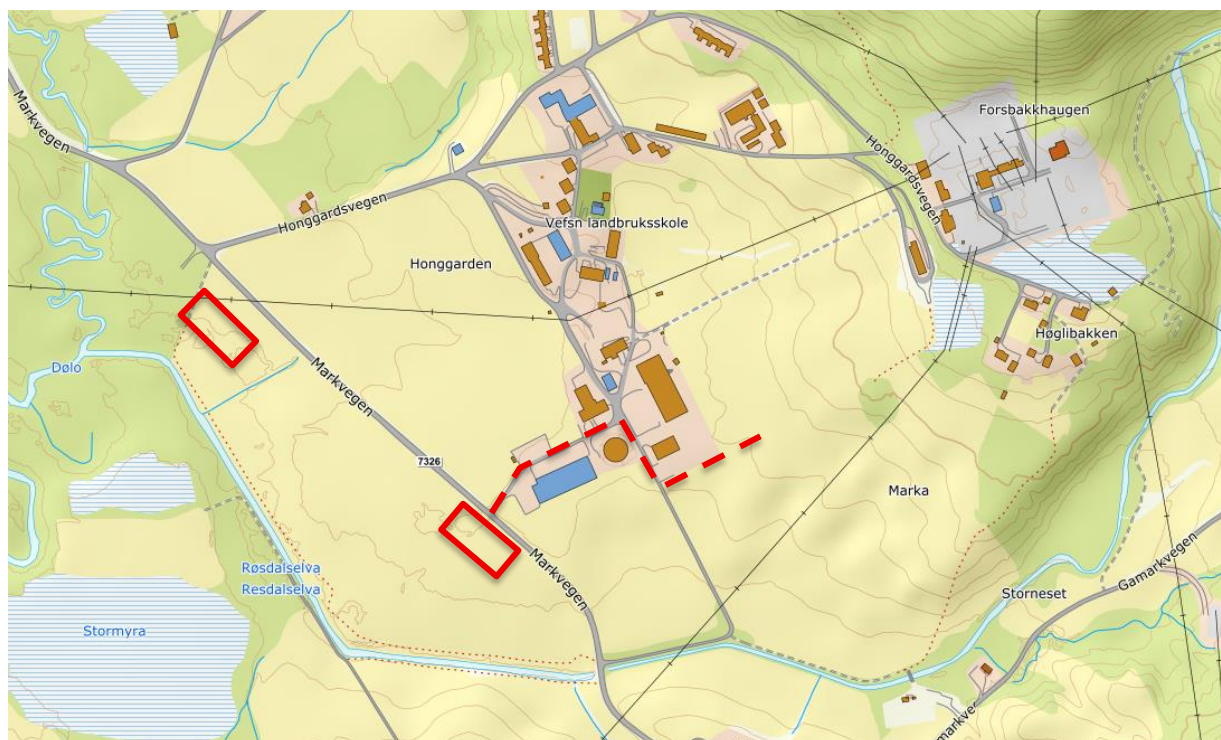 Markvegen
Forsbakkhaugen
Honggardsvegen
Honggardsvegen
Vefsn landbruksskole
Honggarden
Høglibakken
Dølo
Markvegen
7326
Marka
Gamarkvegen
Markvegen
Røsdalselva
Resdalselva
Storneset
Stormyra